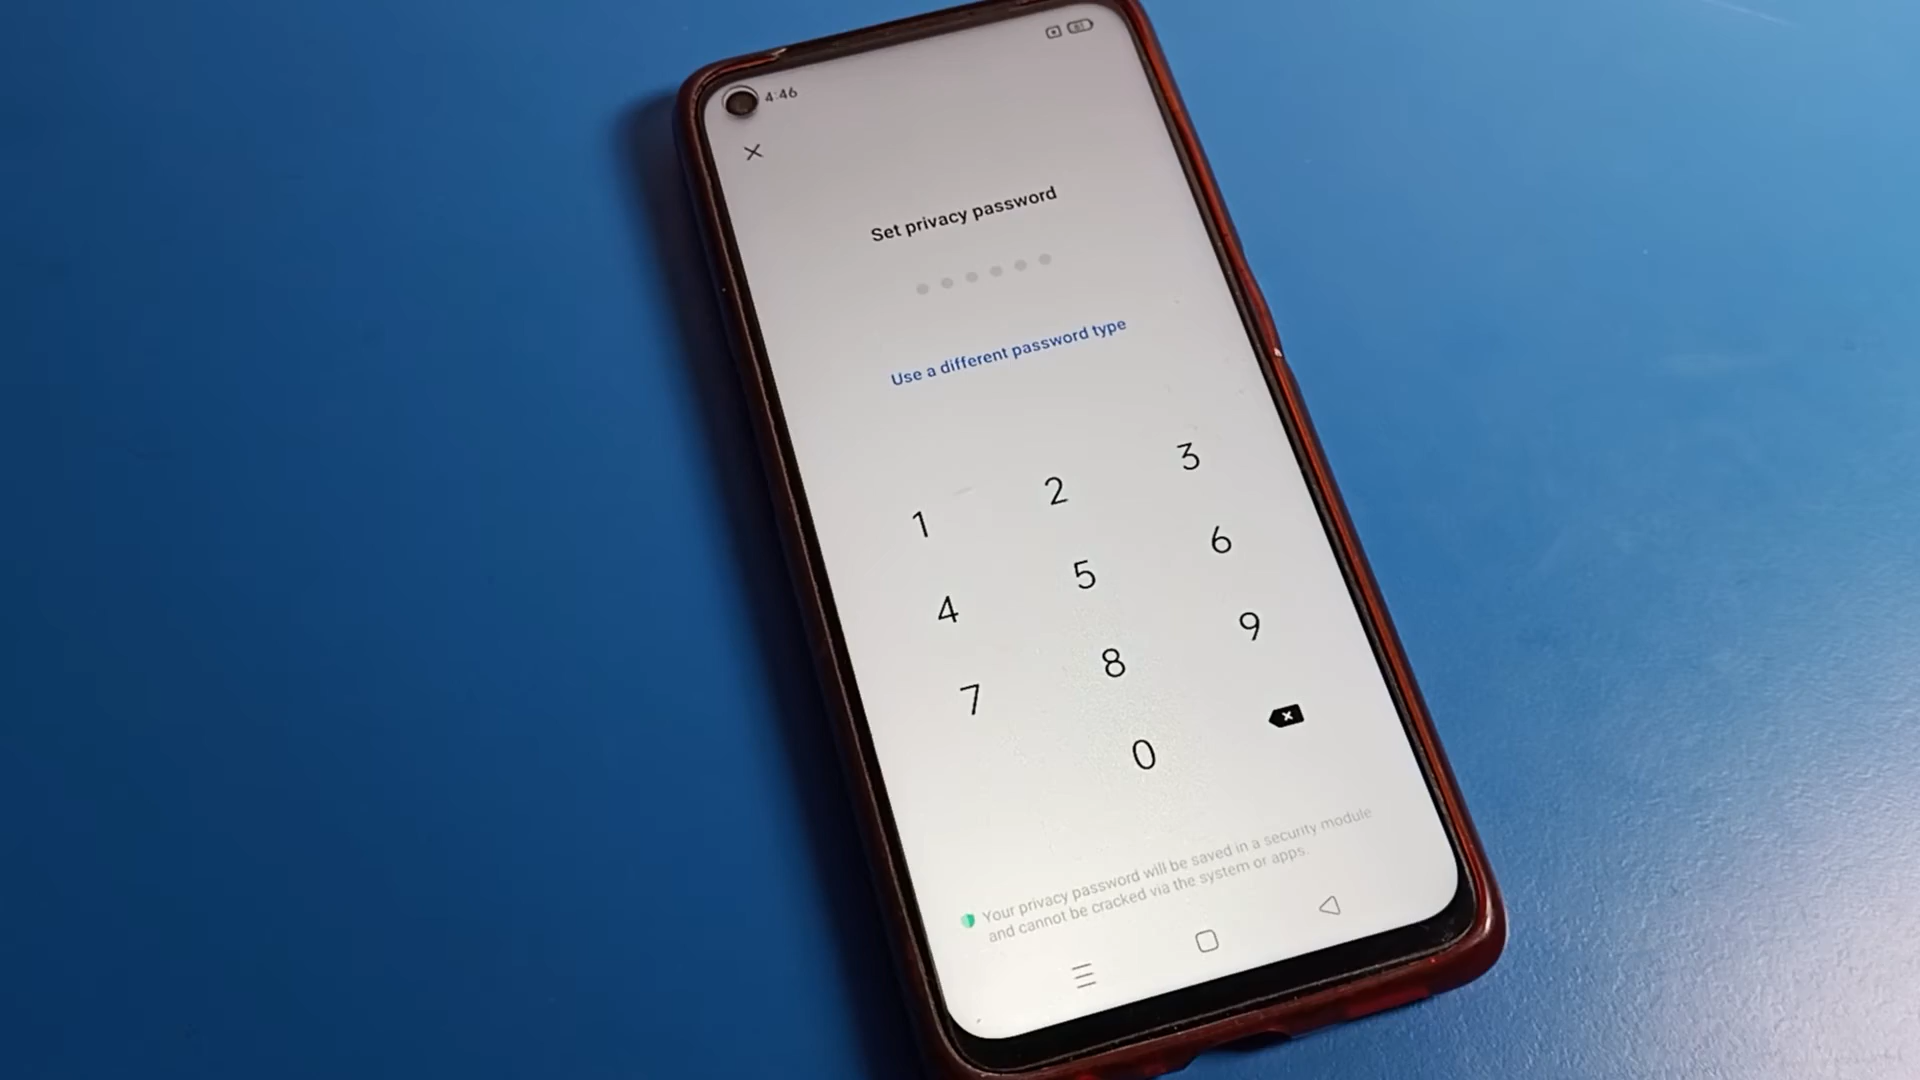 4:46
Set privacy password
Use a different password type
1 2 3
4 5 6
7 8 9
0
Your privacy password will be saved in a security module
and cannot be cracked via the system or apps.